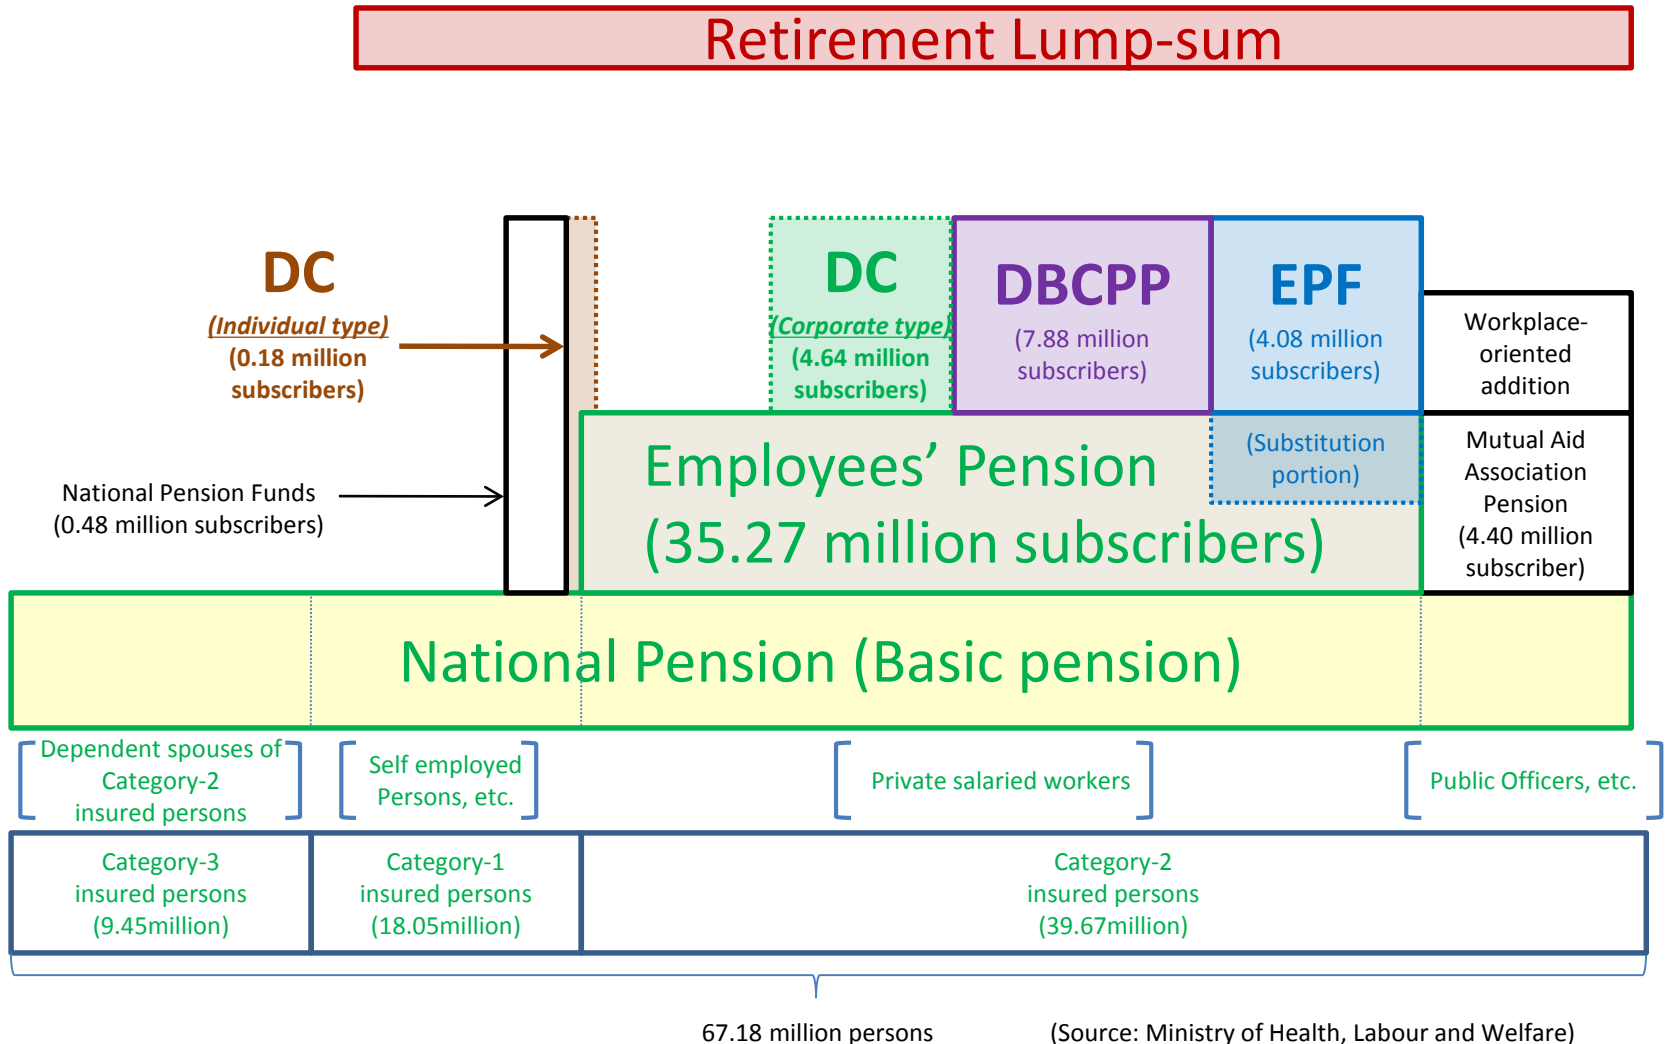 Retirement Lump-sum
DC
(Individual type)
(0.18 million
subscribers)
DC
(Corporate type)
(4.64 million
subscribers)
DBCPP
(7.88 million
subscribers)
EPF
(4.08 million
subscribers)
Workplace-
oriented
addition
National Pension Funds
(0.48 million subscribers)
Employees’ Pension
(35.27 million subscribers)
(Substitution
portion)
Mutual Aid
Association
Pension
(4.40 million
subscriber)
National Pension (Basic pension)
Dependent spouses of
Category-2
insured persons
Self employed
Persons, etc.
Private salaried workers
Public Officers, etc.
Category-3
insured persons
(9.45million)
Category-1
insured persons
(18.05million)
Category-2
insured persons
(39.67million)
67.18 million persons
(Source: Ministry of Health, Labour and Welfare)